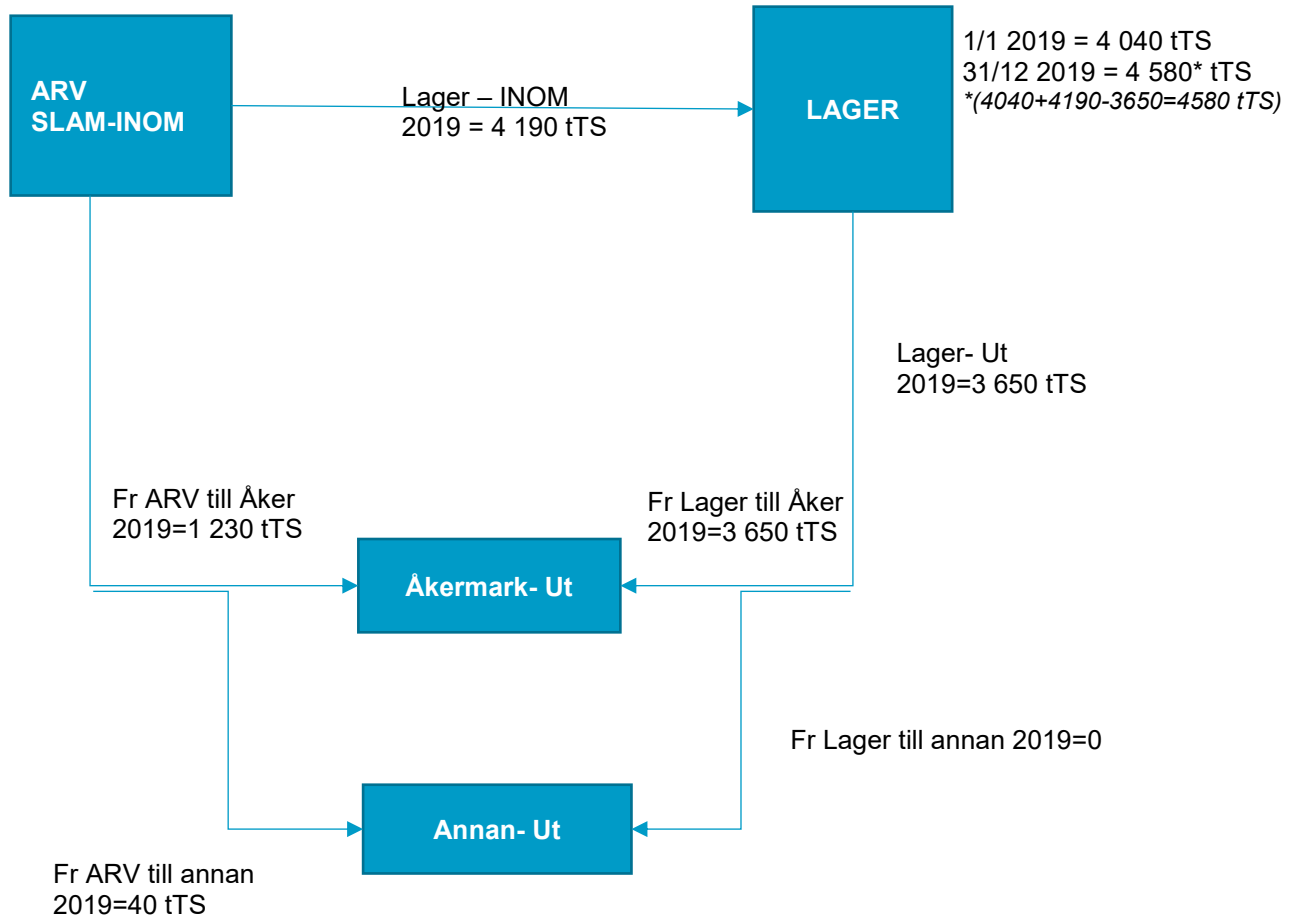 ARV
SLAM-INOM
Lager – INOM
2019 = 4 190 tTS
LAGER
1/1 2019 = 4 040 tTS
31/12 2019 = 4 580* tTS
*(4040+4190-3650=4580 tTS)
Lager- Ut
2019=3 650 tTS
Fr ARV till Åker
2019=1 230 tTS
Fr Lager till Åker
2019=3 650 tTS
Åkermark- Ut
Fr Lager till annan 2019=0
Annan- Ut
Fr ARV till annan
2019=40 tTS